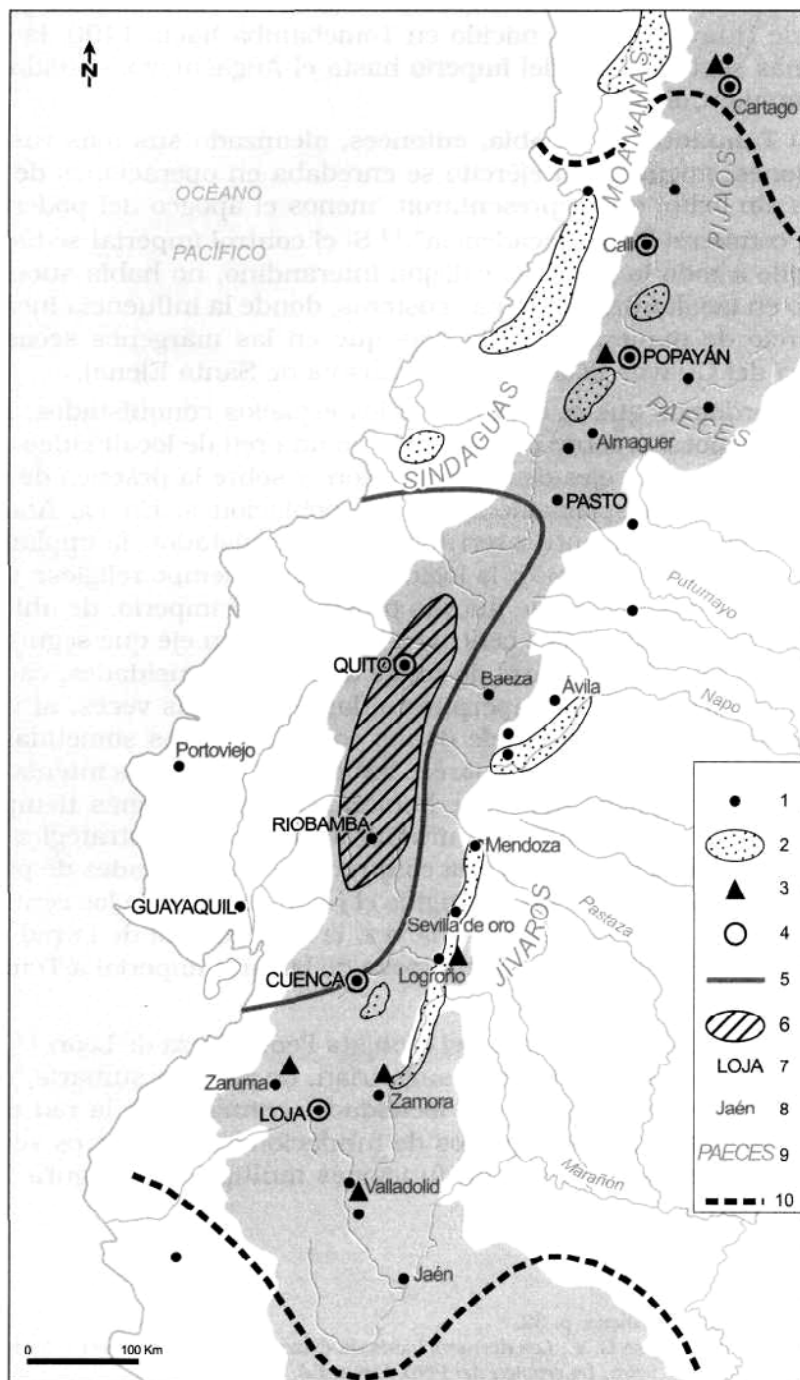 N
MOANAMAS
Cartago
OCÉANO
PACÍFICO
PIJAOS
Cali
POPAYÁN
PAECES
Almaguer
SINDAGUAS
PASTO
Putumayo
QUITO
Baeza
Ávila
Napo
Portoviejo
1
2
RIOBAMBA
Mendoza
3
GUAYAQUIL
Sevilla de oro
Pastaza
4
Logroño
JÍVAROS
CUENCA
5
6
Zaruma
Zamora
LOJA 7
LOJA
Jaén 8
Valladolid
Marañón
PAECES 9
10
Jaén
0 100 Km